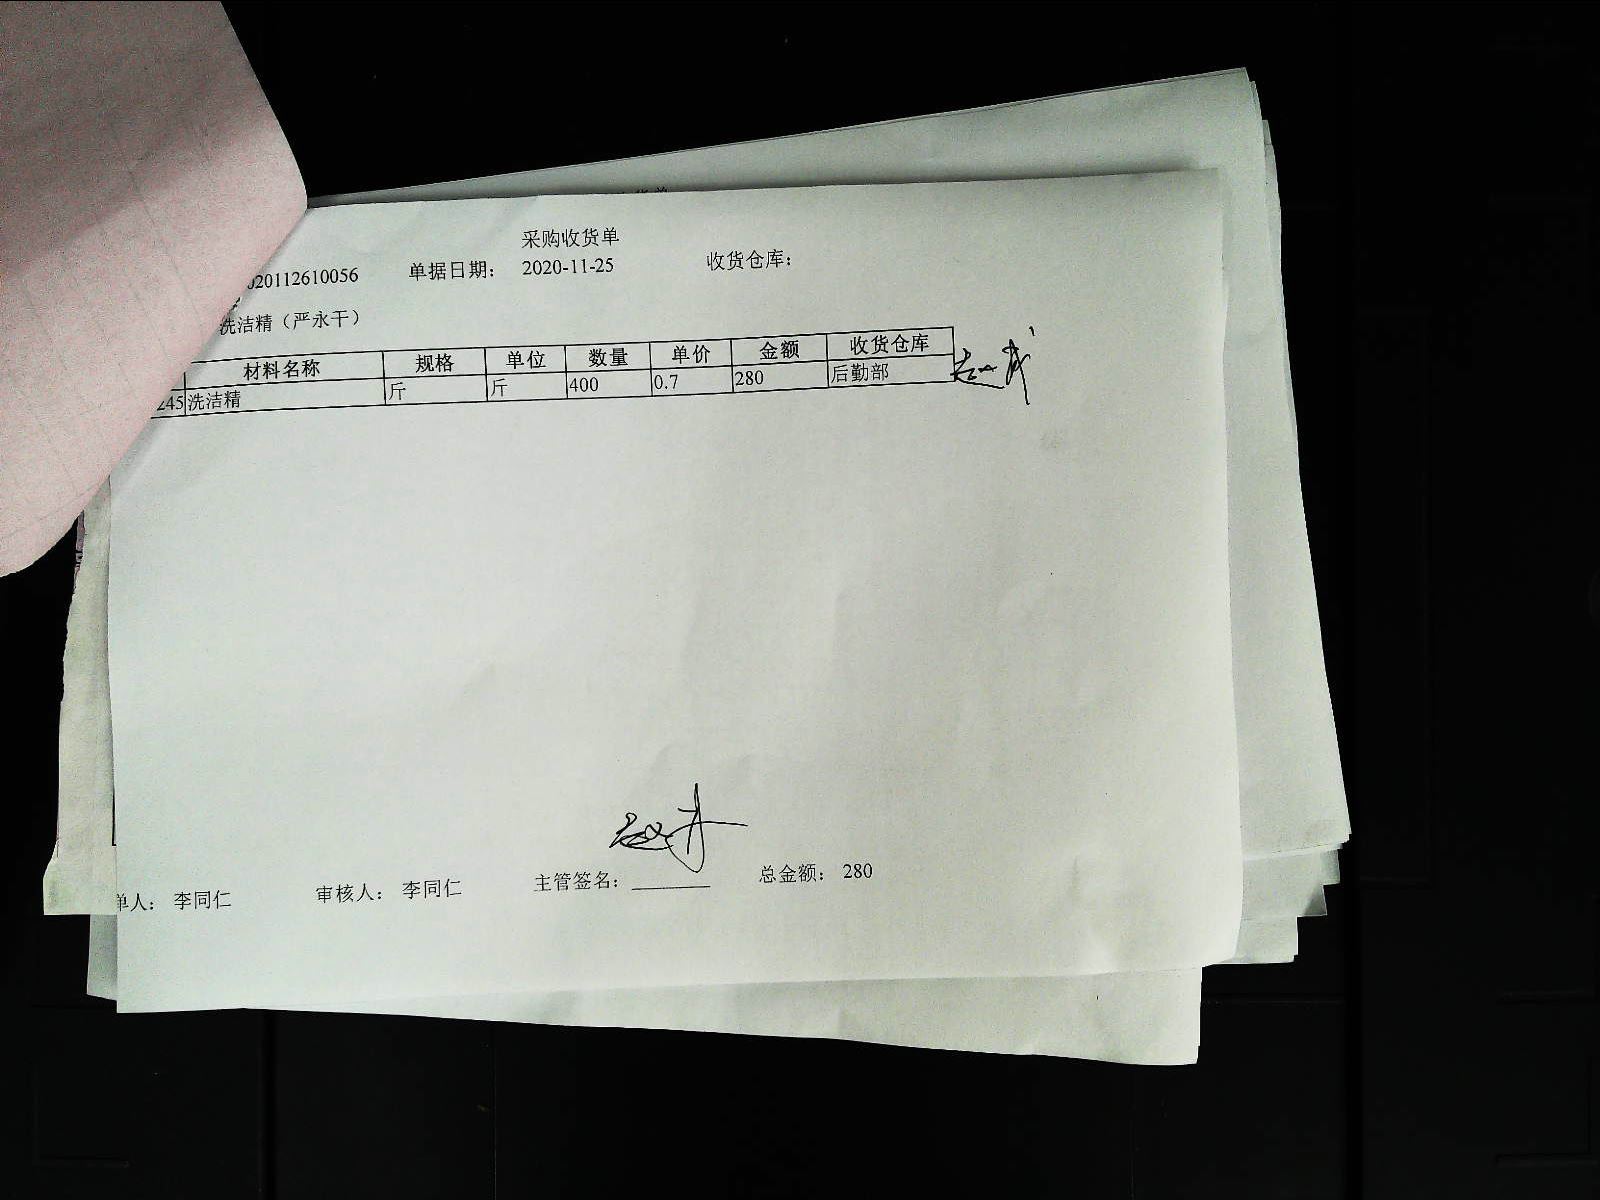 采购收货单
020112610056 单据日期： 2020-11-25 收货仓库：
洗洁精（严永干）
材料名称 规格 单位 数量 单价 金额 收货仓库
245 洗洁精 斤 斤 400 0.7 280 后勤部
单人： 李同仁 审核人： 李同仁 主管签名： 总金额： 280